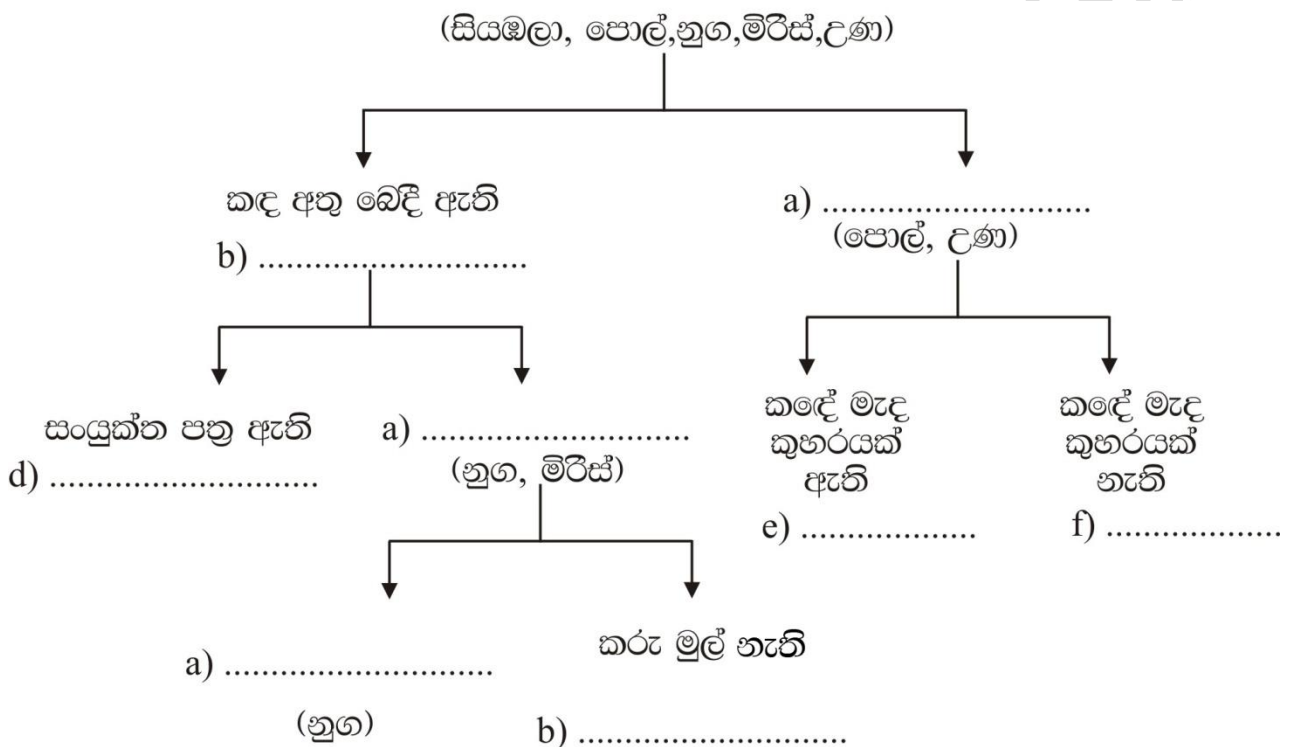 (සියඹලා, පොල්,නුග,මිරිස්,උණ)
කඳ අතු බෙදී ඇති
a) .............................
(පොල්, උණ)
b) .............................
සංයුක්ත පත්‍ර ඇති
d) .............................
a) .............................
(නුග, මිරිස්)
කඳේ මැද
කුහරයක්
ඇති
e) ...................
කඳේ මැද
කුහරයක්
නැති
f) ...................
a) .............................
(නුග)
කරු මුල් නැති
b) .............................